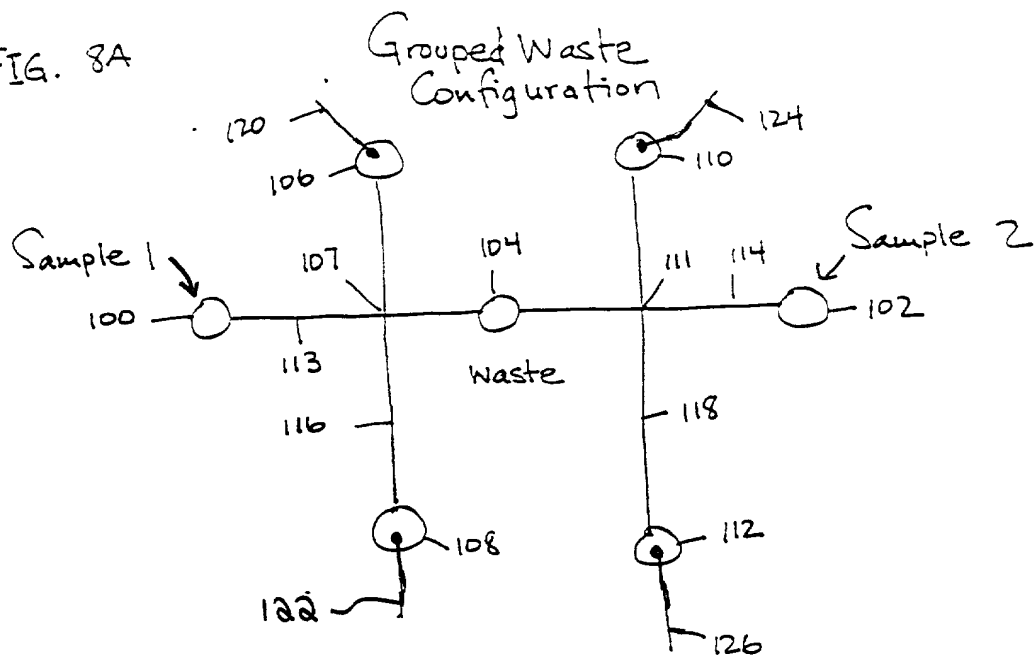 FIG. 8A
Grouped Waste
Configuration
120
124
106
110
Sample 1
107
104
111
114
Sample 2
100
102
113
waste
116
118
108
112
122
126